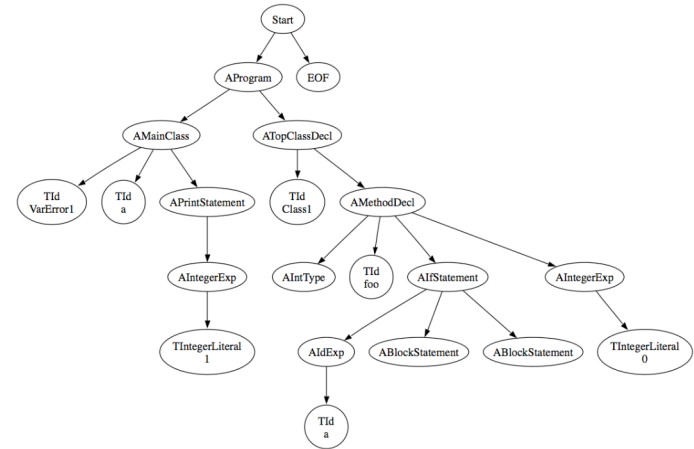 Start
AProgram
EOF
AMainClass
ATopClassDecl
TId
VarError1
TId
a
APrintStatement
TId
Class1
AMethodDecl
AIntegerExp
AIntType
TId
foo
AIfStatement
AIntegerExp
TIntegerLiteral
1
AIdExp
ABlockStatement
ABlockStatement
TIntegerLiteral
0
TId
a